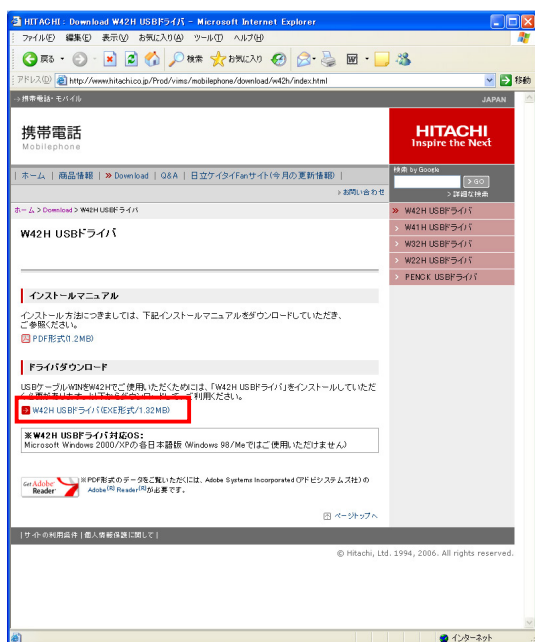 HITACHI : Download W42H USBドライバ - Microsoft Internet Explorer
ファイル(F) 編集(E) 表示(V) お気に入り(A) ツール(T) ヘルプ(H)
戻る 検索 お気に入り
アドレス(D) http://www.hitachi.co.jp/Prod/vims/mobilephone/download/w42h/index.html 移動
携帯電話・モバイル JAPAN
携帯電話
Mobilephone
HITACHI
Inspire the Next
| ホーム | 商品情報 | Download | Q&A | 日立ケイタイFanサイト(今月の更新情報) |
> お問い合わせ
検索 by Google
> GO
> 詳細な検索
ホーム > Download > W42H USBドライバ
W42H USBドライバ
W42H USBドライバ
W41H USBドライバ
W32H USBドライバ
W22H USBドライバ
PENCK USBドライバ
インストールマニュアル
インストール方法につきましては、下記インストールマニュアルをダウンロードしていただき、
ご参照ください。
PDF形式(1.2MB)
ドライバダウンロード
USBケーブルWINをW42Hでご使用いただくためには、「W42H USBドライバ」をインストールしていただ
ご利用ください。
W42H USBドライバ(EXE形式/1.32MB)
※W42H USBドライバ対応OS:
Microsoft Windows 2000/XPの各日本語版 (Windows 98/Meではご使用いただけません)
Get Adobe Reader
※PDF形式のデータをご覧いただくには、Adobe Systems Incorporated (アドビシステムズ社)の
Adobe(R) Reader(R)が必要です。
ページトップへ
| サイトの利用条件 | 個人情報保護に関して |
© Hitachi, Ltd. 1994, 2006. All rights reserved.
インターネット